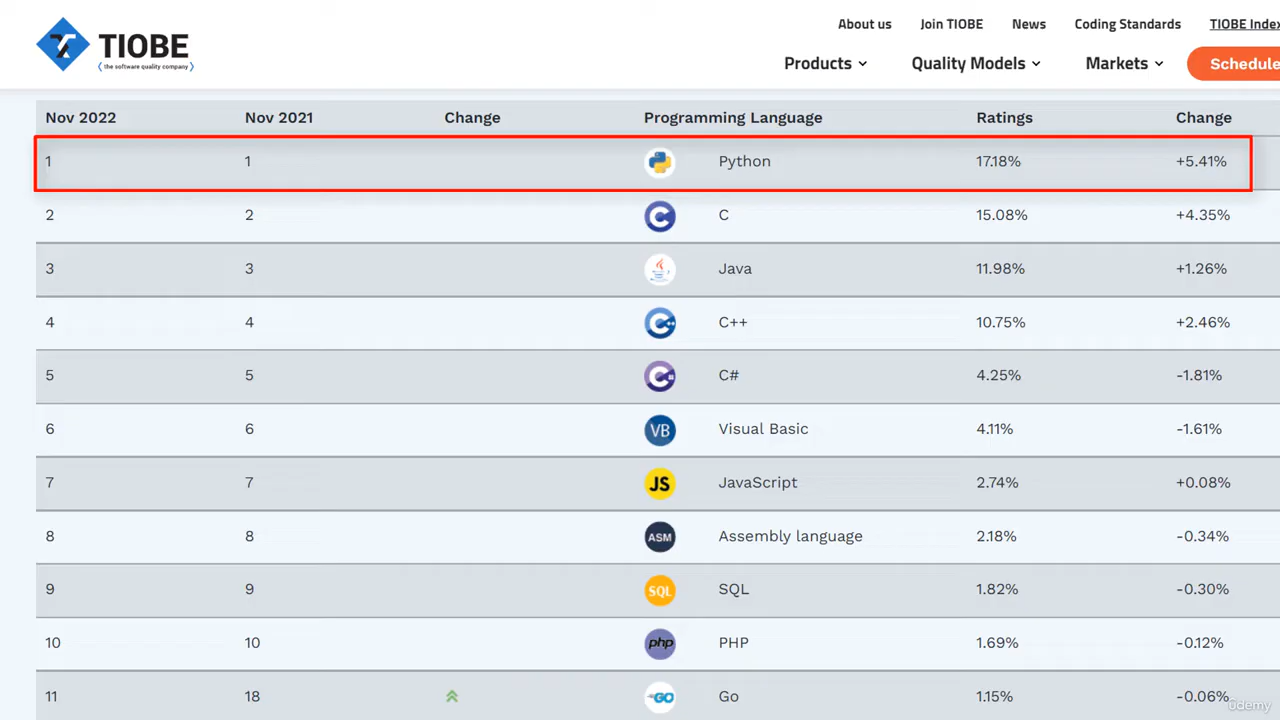 About us Join TIOBE News Coding Standards TIOBE Index
TIOBE
(the software quality company)
Products Quality Models Markets Schedule
Nov 2022 Nov 2021 Change Programming Language Ratings Change
1 1 Python 17.18% +5.41%
2 2 C 15.08% +4.35%
3 3 Java 11.98% +1.26%
4 4 C++ 10.75% +2.46%
5 5 C# 4.25% -1.81%
6 6 VB Visual Basic 4.11% -1.61%
7 7 JS JavaScript 2.74% +0.08%
8 8 ASM Assembly language 2.18% -0.34%
9 9 SQL SQL 1.82% -0.30%
10 10 php PHP 1.69% -0.12%
11 18 GO Go 1.15% -0.06%
ûdemy